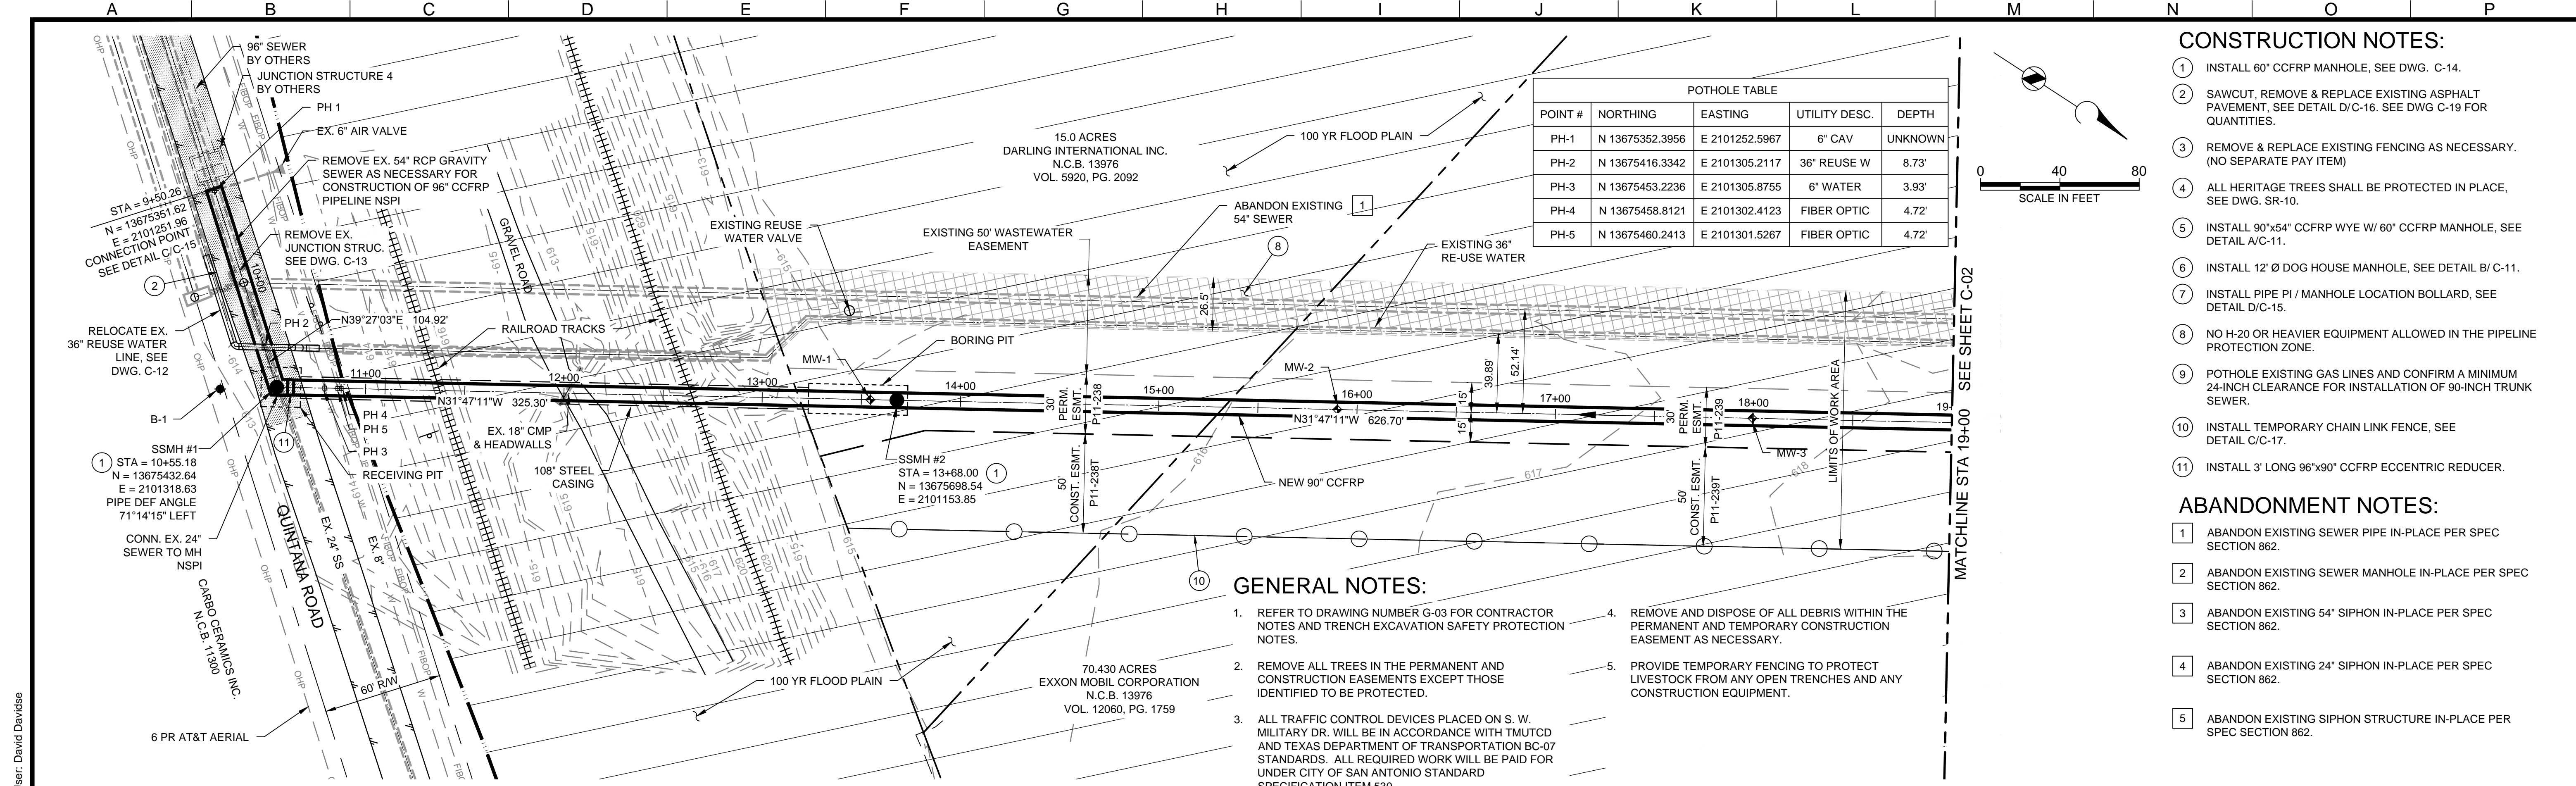 A B C D E F G H I J K L M N O P
96" SEWER
BY OTHERS
JUNCTION STRUCTURE 4
BY OTHERS
PH 1
EX. 6" AIR VALVE
REMOVE EX. 54" RCP GRAVITY
SEWER AS NECESSARY FOR
CONSTRUCTION OF 96" CCFRP
PIPELINE NSPI
STA = 9+50.26
N = 13675351.62
E = 2101251.96
CONNECTION POINT
SEE DETAIL C/C-15
REMOVE EX.
JUNCTION STRUC.
SEE DWG. C-13
2
10+00
RELOCATE EX.
36" REUSE WATER
LINE, SEE
DWG. C-12
PH 2
N39°27'03"E 104.92'
RAILROAD TRACKS
GRAVEL ROAD
EXISTING REUSE
WATER VALVE
EXISTING 50' WASTEWATER
EASEMENT
15.0 ACRES
DARLING INTERNATIONAL INC.
N.C.B. 13976
VOL. 5920, PG. 2092
100 YR FLOOD PLAIN
ABANDON EXISTING
54" SEWER
1
8
EXISTING 36"
RE-USE WATER
26.5'
39.89'
52.14'
MW-1
BORING PIT
MW-2
MW-3
11+00
12+00
13+00
14+00
15+00
16+00
17+00
18+00
19+
N31°47'11"W 325.30'
N31°47'11"W 626.70'
B-1
SSMH #1
1
STA = 10+55.18
N = 13675432.64
E = 2101318.63
PIPE DEF ANGLE
71°14'15" LEFT
11
PH 4
PH 5
PH 3
RECEIVING PIT
EX. 18" CMP
& HEADWALLS
108" STEEL
CASING
SSMH #2
STA = 13+68.00
N = 13675698.54
E = 2101153.85
1
30'
PERM.
ESMT.
P11-238
50'
CONST. ESMT.
P11-238T
15'
15'
NEW 90" CCFRP
30'
PERM.
ESMT.
P11-239
50'
CONST. ESMT.
P11-239T
LIMITS OF WORK AREA
MATCHLINE STA 19+00 SEE SHEET C-02
CONN. EX. 24"
SEWER TO MH
NSPI
QUINTANA ROAD
EX. 24" SS
EX. 8"
CARBO CERAMICS INC.
N.C.B. 11300
60' R/W
6 PR AT&T AERIAL
100 YR FLOOD PLAIN
70.430 ACRES
EXXON MOBIL CORPORATION
N.C.B. 13976
VOL. 12060, PG. 1759
10
OHP
OHP
OHP
OHP
OHP
OHP
FIBOP
FIBOP
FIBOP
W
W
613
614
615
616
617
618
620
POTHOLE TABLE
POINT # NORTHING EASTING UTILITY DESC. DEPTH
PH-1 N 13675352.3956 E 2101252.5967 6" CAV UNKNOWN
PH-2 N 13675416.3342 E 2101305.2117 36" REUSE W 8.73'
PH-3 N 13675453.2236 E 2101305.8755 6" WATER 3.93'
PH-4 N 13675458.8121 E 2101302.4123 FIBER OPTIC 4.72'
PH-5 N 13675460.2413 E 2101301.5267 FIBER OPTIC 4.72'
0 40 80
SCALE IN FEET
GENERAL NOTES:
1. REFER TO DRAWING NUMBER G-03 FOR CONTRACTOR
NOTES AND TRENCH EXCAVATION SAFETY PROTECTION
NOTES.
2. REMOVE ALL TREES IN THE PERMANENT AND
CONSTRUCTION EASEMENTS EXCEPT THOSE
IDENTIFIED TO BE PROTECTED.
3. ALL TRAFFIC CONTROL DEVICES PLACED ON S. W.
MILITARY DR. WILL BE IN ACCORDANCE WITH TMUTCD
AND TEXAS DEPARTMENT OF TRANSPORTATION BC-07
STANDARDS. ALL REQUIRED WORK WILL BE PAID FOR
UNDER CITY OF SAN ANTONIO STANDARD
SPECIFICATION ITEM 530
4. REMOVE AND DISPOSE OF ALL DEBRIS WITHIN THE
PERMANENT AND TEMPORARY CONSTRUCTION
EASEMENT AS NECESSARY.
5. PROVIDE TEMPORARY FENCING TO PROTECT
LIVESTOCK FROM ANY OPEN TRENCHES AND ANY
CONSTRUCTION EQUIPMENT.
CONSTRUCTION NOTES:
1 INSTALL 60" CCFRP MANHOLE, SEE DWG. C-14.
2 SAWCUT, REMOVE & REPLACE EXISTING ASPHALT
PAVEMENT, SEE DETAIL D/C-16. SEE DWG C-19 FOR
QUANTITIES.
3 REMOVE & REPLACE EXISTING FENCING AS NECESSARY.
(NO SEPARATE PAY ITEM)
4 ALL HERITAGE TREES SHALL BE PROTECTED IN PLACE,
SEE DWG. SR-10.
5 INSTALL 90"x54" CCFRP WYE W/ 60" CCFRP MANHOLE, SEE
DETAIL A/C-11.
6 INSTALL 12' Ø DOG HOUSE MANHOLE, SEE DETAIL B/ C-11.
7 INSTALL PIPE PI / MANHOLE LOCATION BOLLARD, SEE
DETAIL D/C-15.
8 NO H-20 OR HEAVIER EQUIPMENT ALLOWED IN THE PIPELINE
PROTECTION ZONE.
9 POTHOLE EXISTING GAS LINES AND CONFIRM A MINIMUM
24-INCH CLEARANCE FOR INSTALLATION OF 90-INCH TRUNK
SEWER.
10 INSTALL TEMPORARY CHAIN LINK FENCE, SEE
DETAIL C/C-17.
11 INSTALL 3' LONG 96"x90" CCFRP ECCENTRIC REDUCER.
ABANDONMENT NOTES:
1 ABANDON EXISTING SEWER PIPE IN-PLACE PER SPEC
SECTION 862.
2 ABANDON EXISTING SEWER MANHOLE IN-PLACE PER SPEC
SECTION 862.
3 ABANDON EXISTING 54" SIPHON IN-PLACE PER SPEC
SECTION 862.
4 ABANDON EXISTING 24" SIPHON IN-PLACE PER SPEC
SECTION 862.
5 ABANDON EXISTING SIPHON STRUCTURE IN-PLACE PER
SPEC SECTION 862.
User: David Davidse